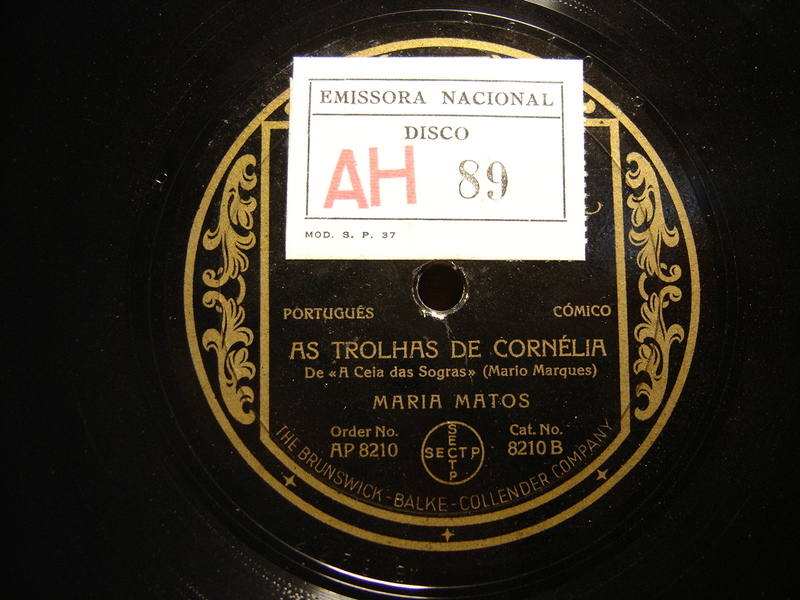 EMISSORA NACIONAL
DISCO
AH 89
MOD. S. P. 37
PORTUGUÊS CÓMICO
AS TROLHAS DE CORNÉLIA
De «A Ceia das Sogras» (Mario Marques)
MARIA MATOS
Order No. Cat. No.
AP 8210 8210 B
SECTP
SECTP
THE BRUNSWICK-BALKE-COLLENDER COMPANY